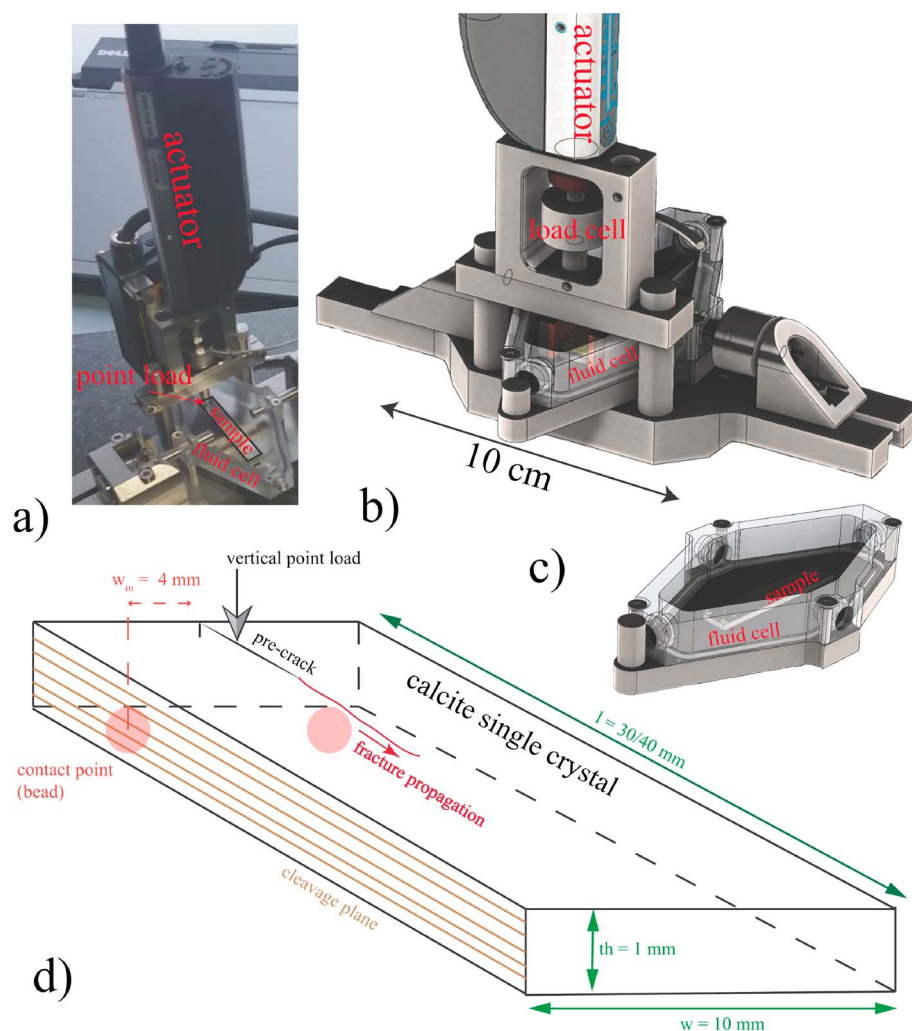 DELL
actuator
point load
sample
fluid cell
a)
actuator
load cell
fluid cell
10 cm
b)
c)
sample
fluid cell
vertical point load
wₘ = 4 mm
pre-crack
calcite single crystal
l = 30/40 mm
contact point
(bead)
fracture propagation
cleavage plane
th = 1 mm
d)
w = 10 mm